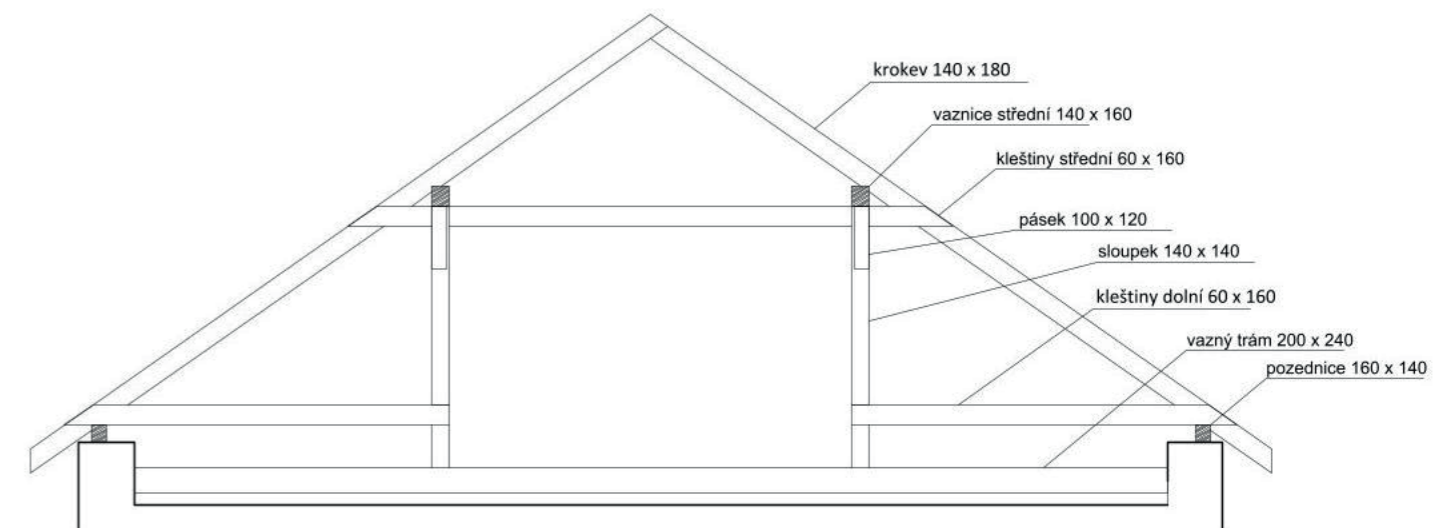 krokev 140 x 180
vaznice střední 140 x 160
kleštiny střední 60 x 160
pásek 100 x 120
sloupek 140 x 140
kleštiny dolní 60 x 160
vazný trám 200 x 240
pozednice 160 x 140